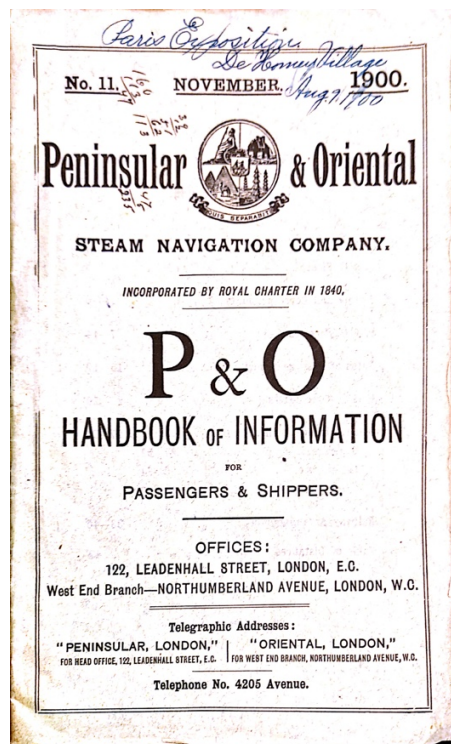 Paris Exposition
De Homey Village
Aug. 9. 1900
No. 11. NOVEMBER. 1900.
Peninsular & Oriental
QUIS SEPARABIT
STEAM NAVIGATION COMPANY.
INCORPORATED BY ROYAL CHARTER IN 1840.
P & O
HANDBOOK OF INFORMATION
FOR
PASSENGERS & SHIPPERS.
OFFICES:
122, LEADENHALL STREET, LONDON, E.C.
West End Branch—NORTHUMBERLAND AVENUE, LONDON, W.C.
Telegraphic Addresses:
"PENINSULAR, LONDON," "ORIENTAL, LONDON,"
FOR HEAD OFFICE, 122, LEADENHALL STREET, E.C. FOR WEST END BRANCH, NORTHUMBERLAND AVENUE, W.C.
Telephone No. 4205 Avenue.